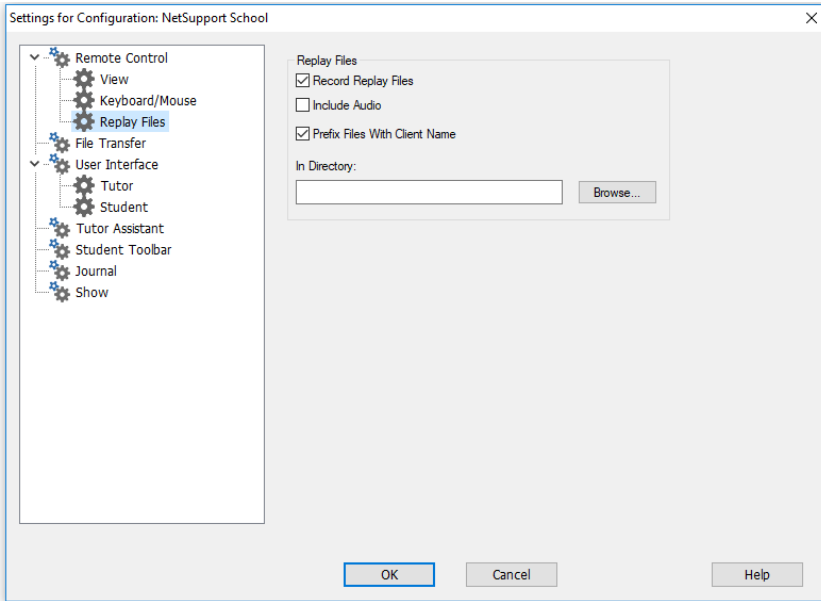 Settings for Configuration: NetSupport School
Remote Control
View
Keyboard/Mouse
Replay Files
File Transfer
User Interface
Tutor
Student
Tutor Assistant
Student Toolbar
Journal
Show
Replay Files
Record Replay Files
Include Audio
Prefix Files With Client Name
In Directory:
Browse...
OK
Cancel
Help